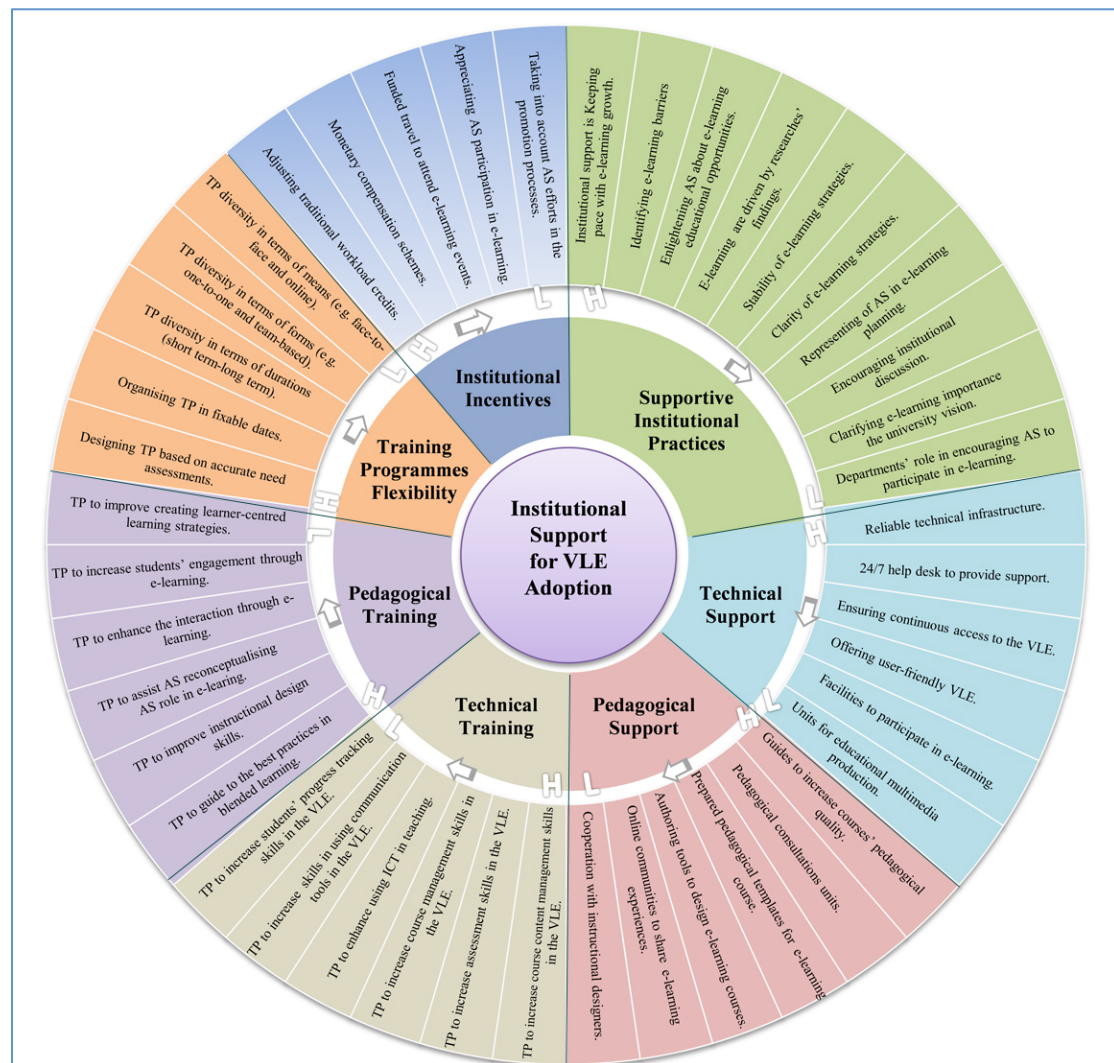 Institutional
Support
for VLE
Adoption
Supportive
Institutional
Practices
H
Institutional support is Keeping
pace with e-learning growth.
Identifying e-learning barriers
Enlightening AS about e-learning
educational opportunities.
E-learning are driven by researches'
findings.
Stability of e-learning strategies.
Clarity of e-learning strategies.
Representing of AS in e-learning
planning.
Encouraging institutional
discussion.
Clarifying e-learning importance
the university vision.
Departments' role in encouraging AS to
participate in e-learning.
L
Technical
Support
H
Reliable technical infrastructure.
24/7 help desk to provide support.
Ensuring continuous access to the VLE.
Offering user-friendly VLE.
Facilities to participate in e-learning.
Units for educational multimedia
production.
L
Pedagogical
Support
H
Guides to increase courses' pedagogical
quality.
Pedagogical consultations units.
Prepared pedagogical templates for e-learning
course.
Authoring tools to design e-learning courses.
Online communities to share e-learning
experiences.
Cooperation with instructional designers.
L
Technical
Training
H
TP to increase course content management skills
in the VLE.
TP to increase assessment skills in the VLE.
TP to increase course management skills in
the VLE.
TP to enhance using ICT in teaching.
TP to increase skills in using communication
tools in the VLE.
TP to increase students' progress tracking
skills in the VLE.
L
Pedagogical
Training
H
TP to guide to the best practices in
blended learning.
TP to improve instructional design
skills.
TP to assist AS reconceptualising
AS role in e-learing.
TP to enhance the interaction through e-
learning.
TP to increase students' engagement through
e-learning.
TP to improve creating learner-centred
learning strategies.
L
Training
Programmes
Flexibility
H
Designing TP based on accurate need
assessments.
Organising TP in fixable dates.
TP diversity in terms of durations
(short term-long term).
TP diversity in terms of forms (e.g.
one-to-one and team-based).
TP diversity in terms of means (e.g. face-to-
face and online).
L
Institutional
Incentives
H
Adjusting traditional workload credits.
Monetary compensation schemes.
Funded travel to attend e-learning events.
Appreciating AS participation in e-learning.
Taking into account AS efforts in the
promotion processes.
L